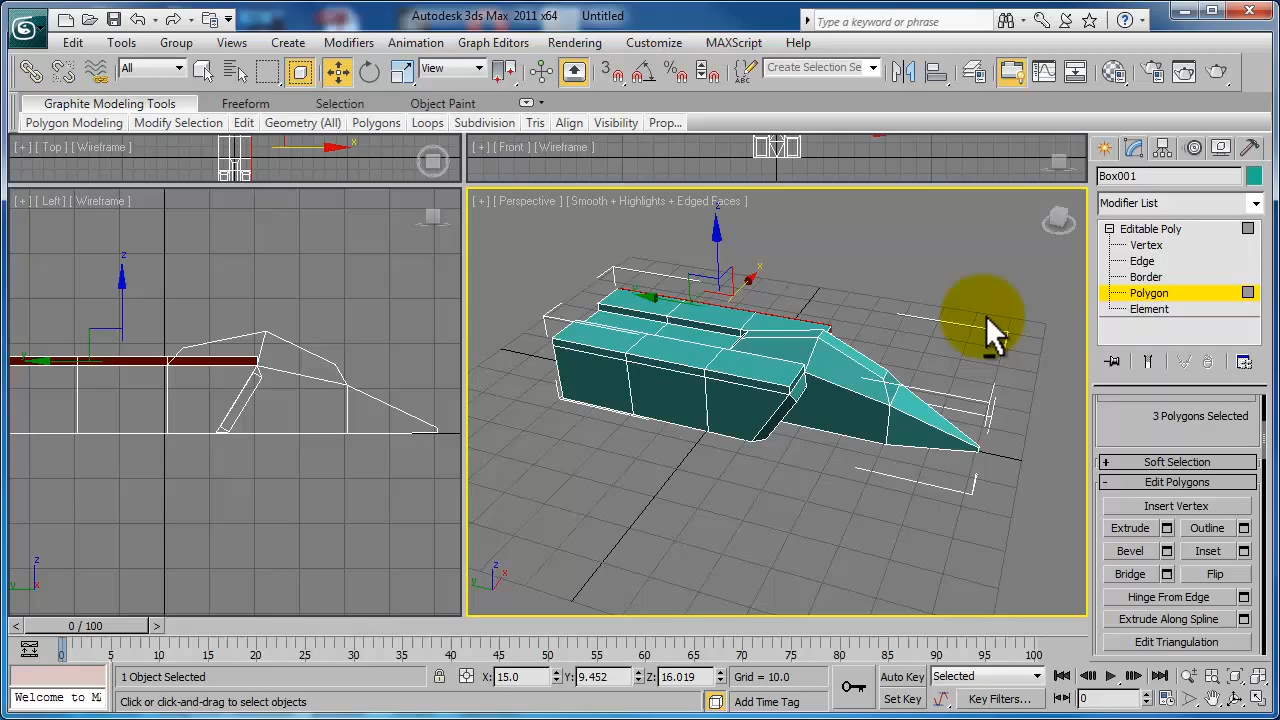 Autodesk 3ds Max 2011 x64 Untitled
Type a keyword or phrase
Edit Tools Group Views Create Modifiers Animation Graph Editors Rendering Customize MAXScript Help
All View 3 Create Selection Se
Graphite Modeling Tools Freeform Selection Object Paint
Polygon Modeling Modify Selection Edit Geometry (All) Polygons Loops Subdivision Tris Align Visibility Prop...
[ + ] [ Top ] [ Wireframe ]
[ + ] [ Front ] [ Wireframe ]
x
Box001
[ + ] [ Left ] [ Wireframe ]
[ + ] [ Perspective ] [ Smooth + Highlights + Edged Faces ]
Modifier List
Editable Poly
Vertex
Edge
Border
Polygon
Element
z
z
x
3 Polygons Selected
Soft Selection
Edit Polygons
Insert Vertex
Extrude Outline
Bevel Inset
Bridge Flip
Hinge From Edge
Extrude Along Spline
Edit Triangulation
z
y x
z
y x
0 / 100
0 5 10 15 20 25 30 35 40 45 50 55 60 65 70 75 80 85 90 95 100
1 Object Selected X: 15.0 Y: 9.452 Z: 16.019 Grid = 10.0 Auto Key Selected
Welcome to MA Click or click-and-drag to select objects Add Time Tag Set Key Key Filters... 0